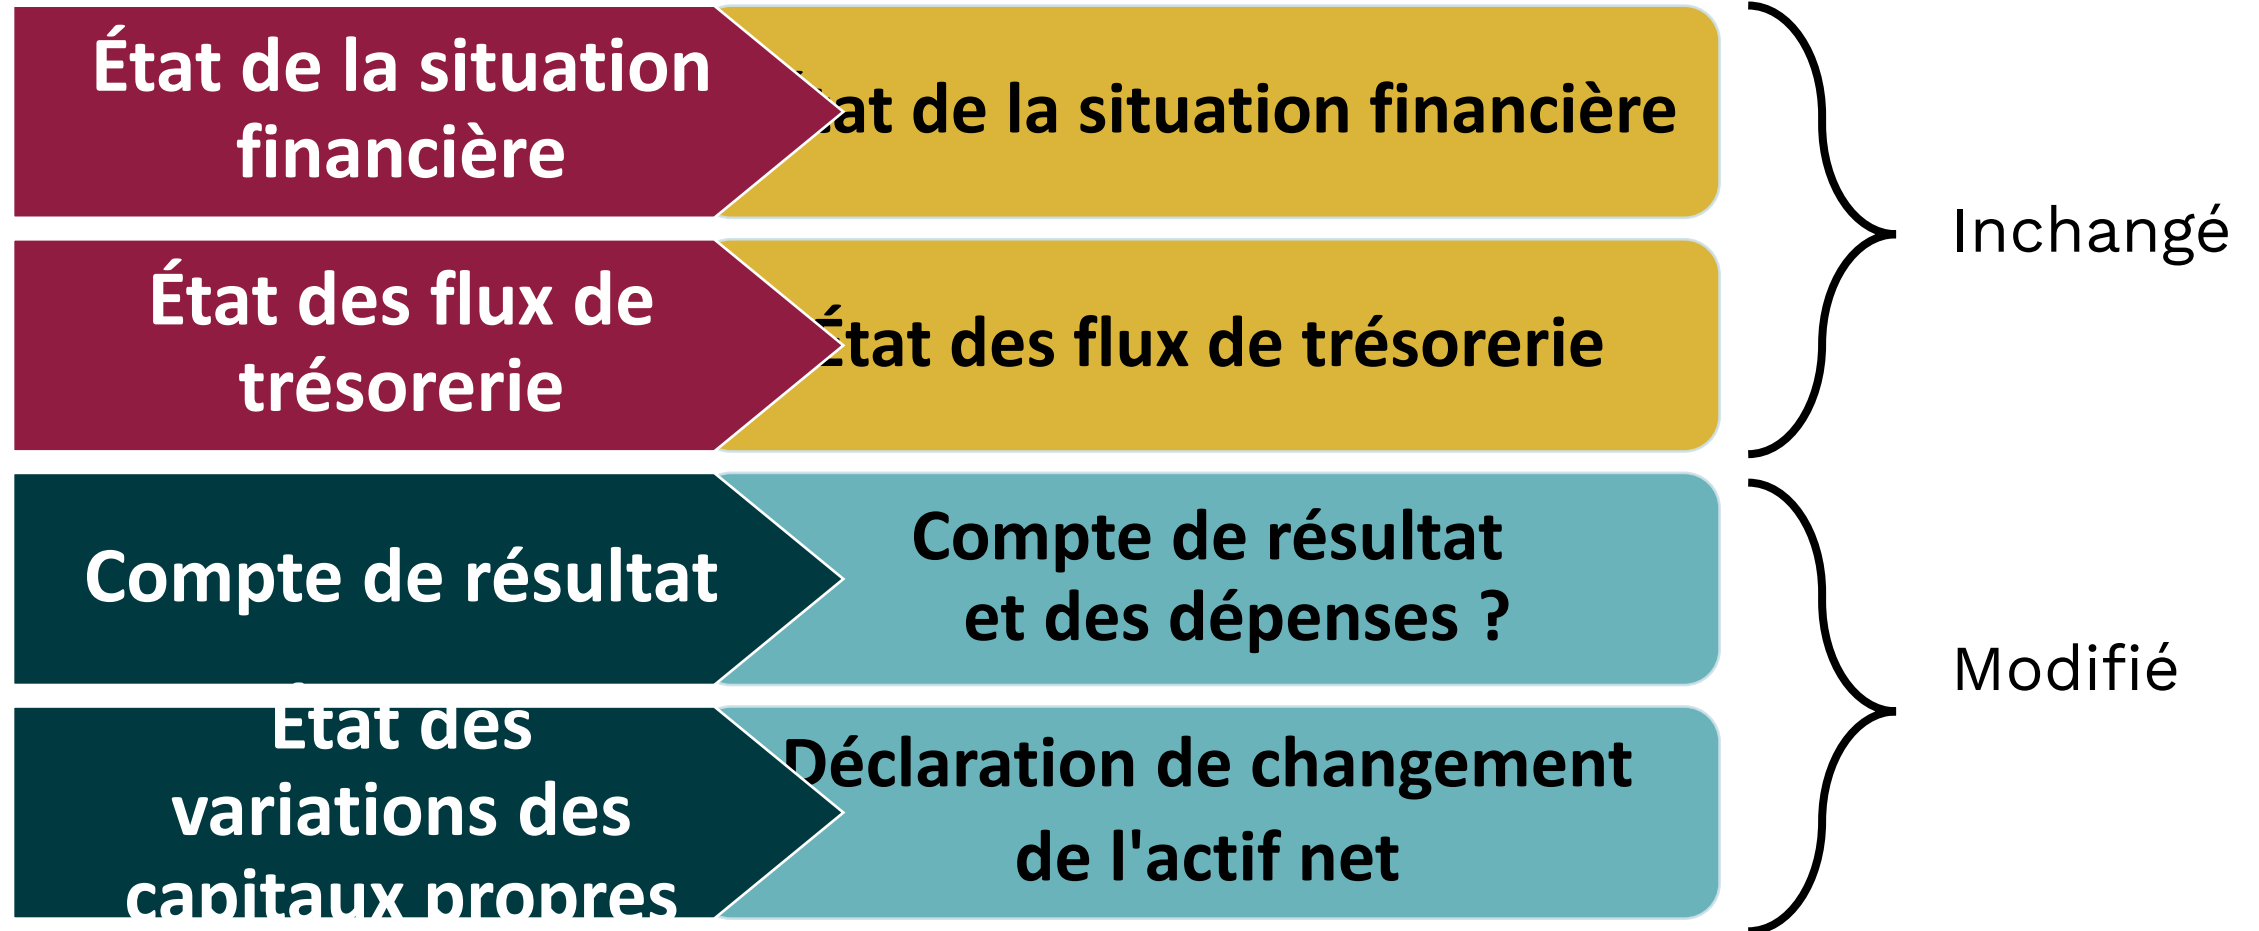 État de la situation
financière
État de la situation financière
Inchangé
État des flux de
trésorerie
État des flux de trésorerie
Compte de résultat
Compte de résultat
et des dépenses ?
Modifié
État des
variations des
capitaux propres
Déclaration de changement
de l'actif net